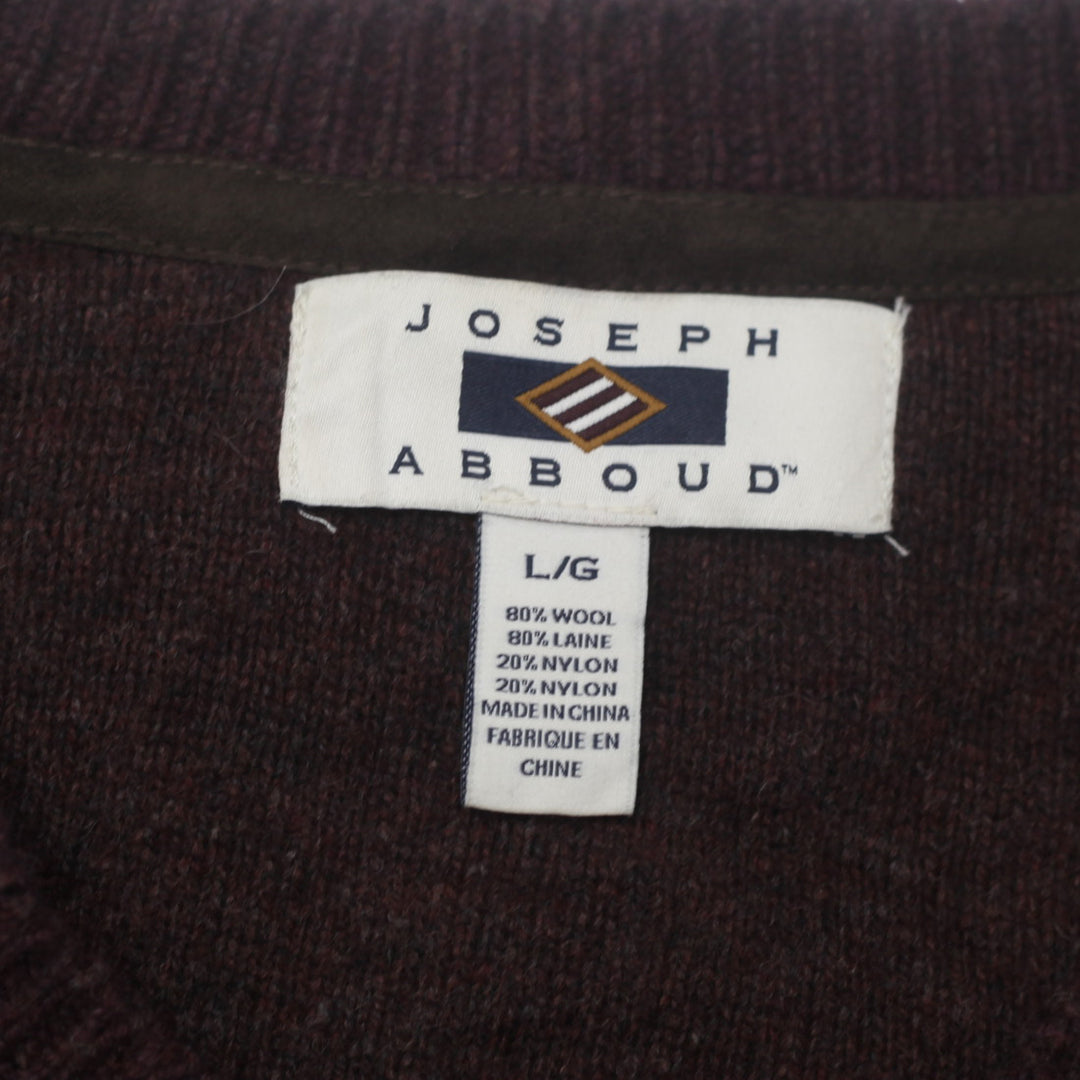 JOSEPH
ABBOUD™
L/G
80% WOOL
80% LAINE
20% NYLON
20% NYLON
MADE IN CHINA
FABRIQUE EN
CHINE